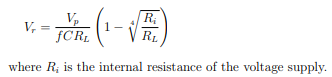 $V_r = \frac{V_p}{fCR_L} \left( 1 - \sqrt[4]{\frac{R_i}{R_L}} \right)$
where $R_i$ is the internal resistance of the voltage supply.